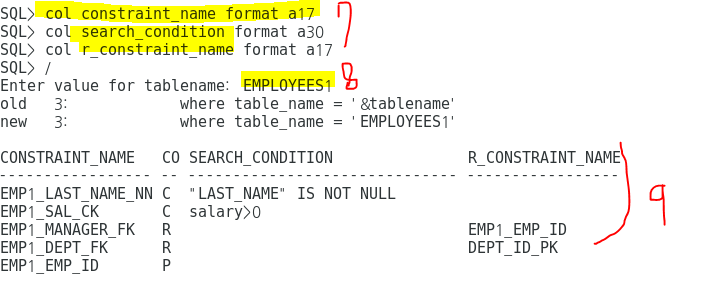 SQL> col constraint_name format a17
SQL> col search_condition format a30
SQL> col r_constraint_name format a17
7
SQL> /
Enter value for tablename: EMPLOYEES1
8
old   3:             where table_name = '&tablename'
new   3:             where table_name = 'EMPLOYEES1'
CONSTRAINT_NAME   CO SEARCH_CONDITION               R_CONSTRAINT_NAME
----------------- -- ------------------------------ -----------------
EMP1_LAST_NAME_NN C  "LAST_NAME" IS NOT NULL
EMP1_SAL_CK       C  salary>0
EMP1_MANAGER_FK   R                                 EMP1_EMP_ID
EMP1_DEPT_FK      R                                 DEPT_ID_PK
EMP1_EMP_ID       P
9